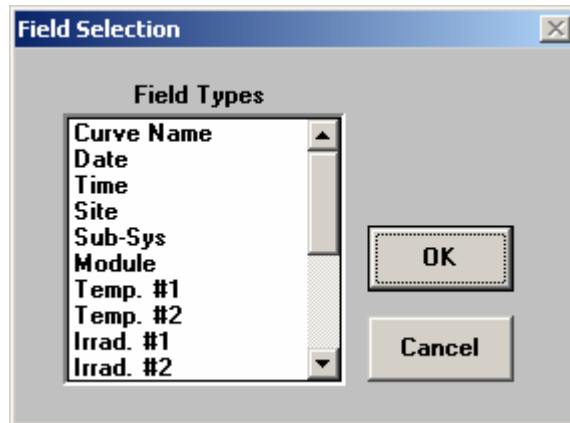 Field Selection
Field Types
Curve Name
Date
Time
Site
Sub-Sys
Module
Temp. #1
Temp. #2
Irrad. #1
Irrad. #2
OK
Cancel